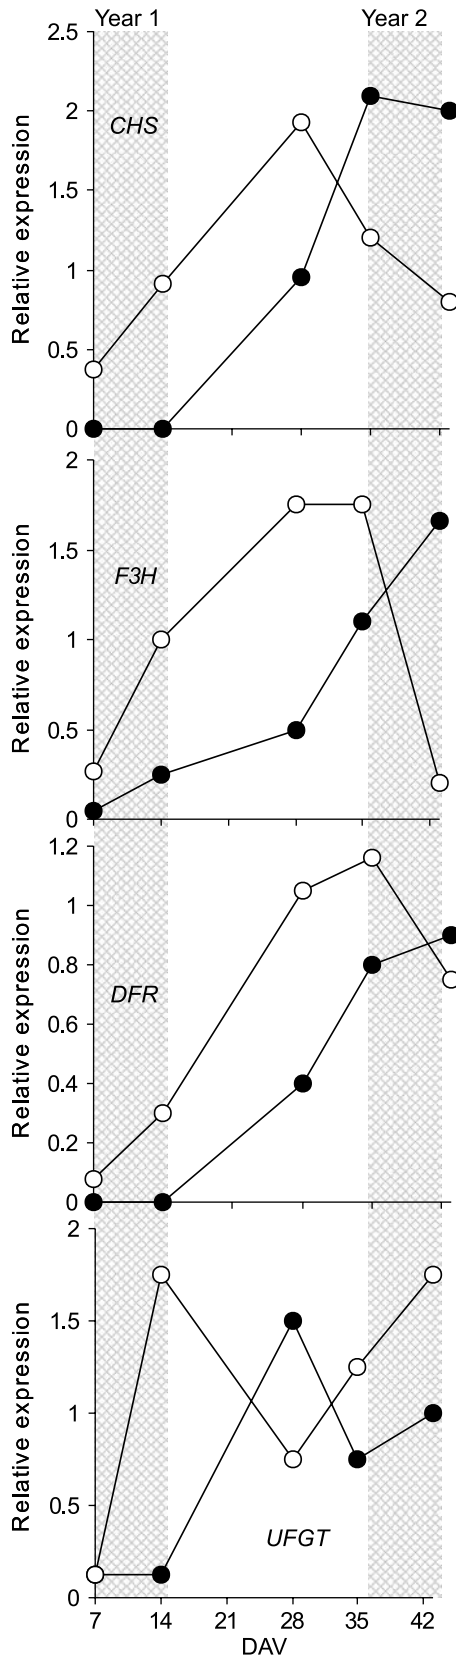 Year 1 Year 2
2.5
2
1.5
1
0.5
0
CHS
Relative expression
2
1.5
1
0.5
0
F3H
Relative expression
1.2
1
0.8
0.6
0.4
0.2
0
DFR
Relative expression
2
1.5
1
0.5
0
UFGT
Relative expression
7 14 21 28 35 42
DAV